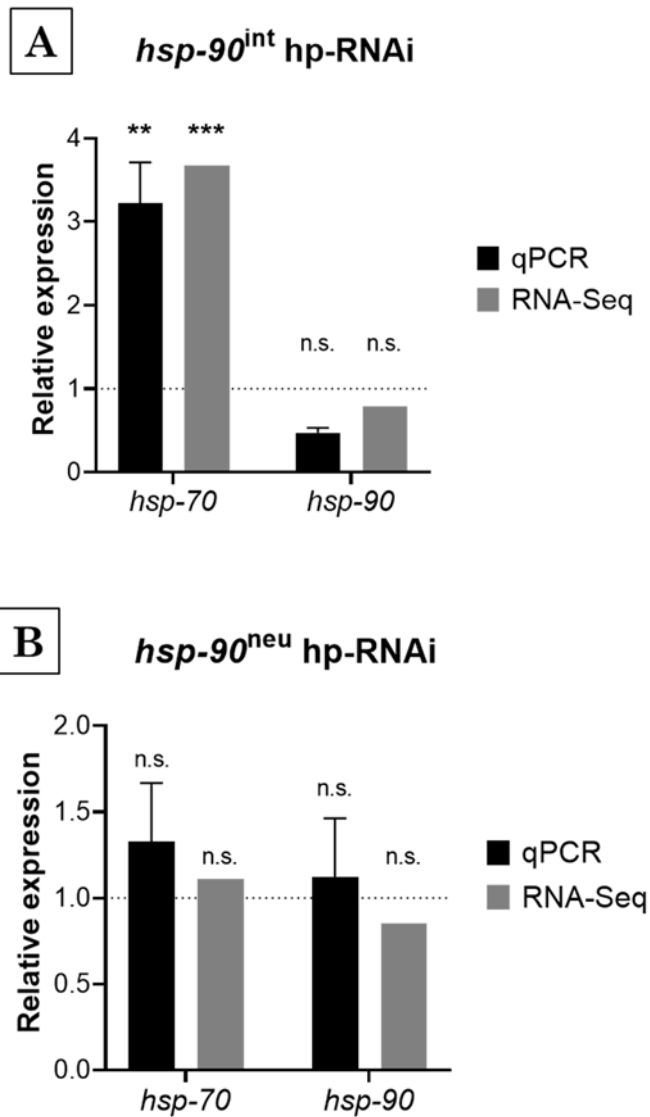 A
hsp-90int hp-RNAi
Relative expression
4
3
2
1
0
** ***
n.s. n.s.
hsp-70 hsp-90
qPCR
RNA-Seq
B
hsp-90neu hp-RNAi
Relative expression
2.0
1.5
1.0
0.5
0.0
n.s. n.s. n.s. n.s.
hsp-70 hsp-90
qPCR
RNA-Seq